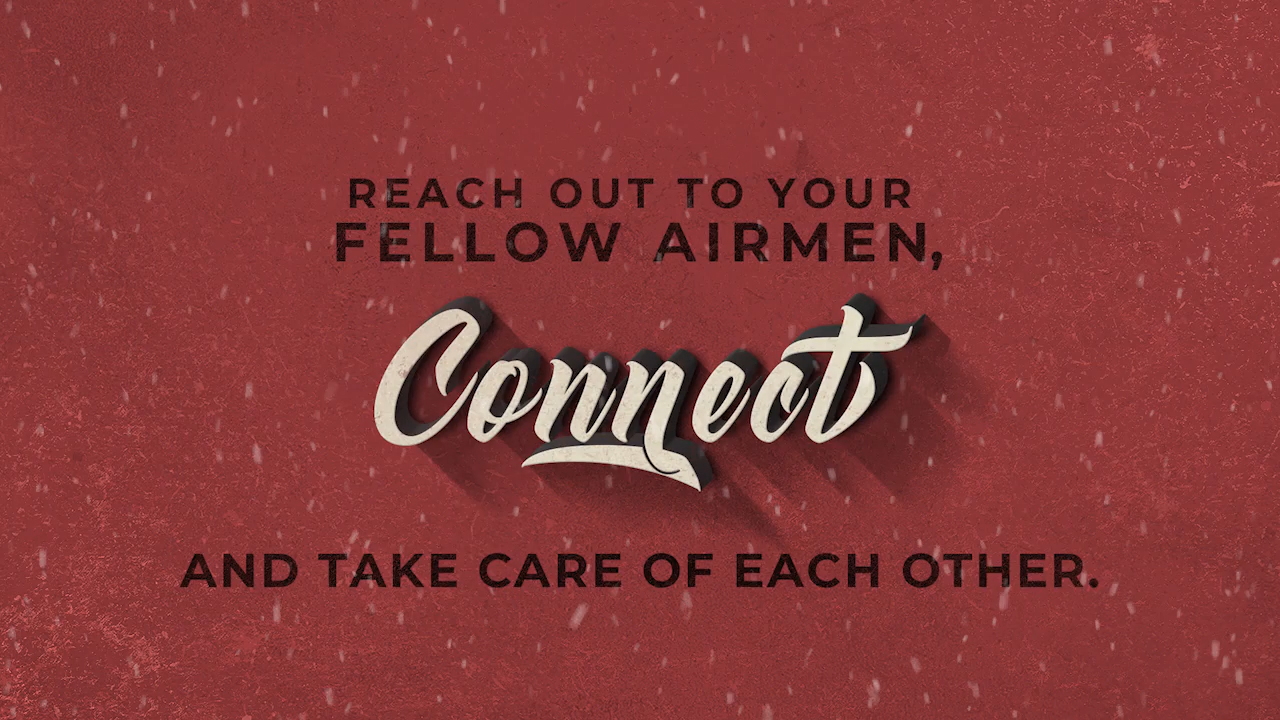 REACH OUT TO YOUR
FELLOW AIRMEN,
Connect
AND TAKE CARE OF EACH OTHER.